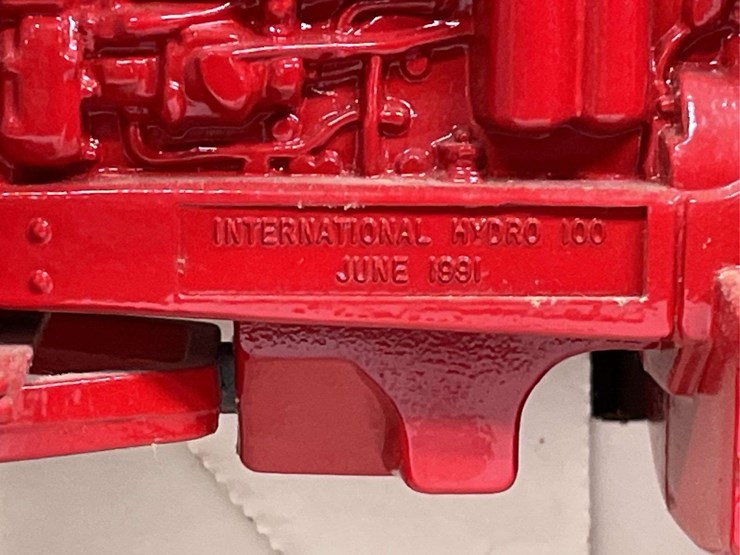 INTERNATIONAL HYDRO 100
JUNE 1991